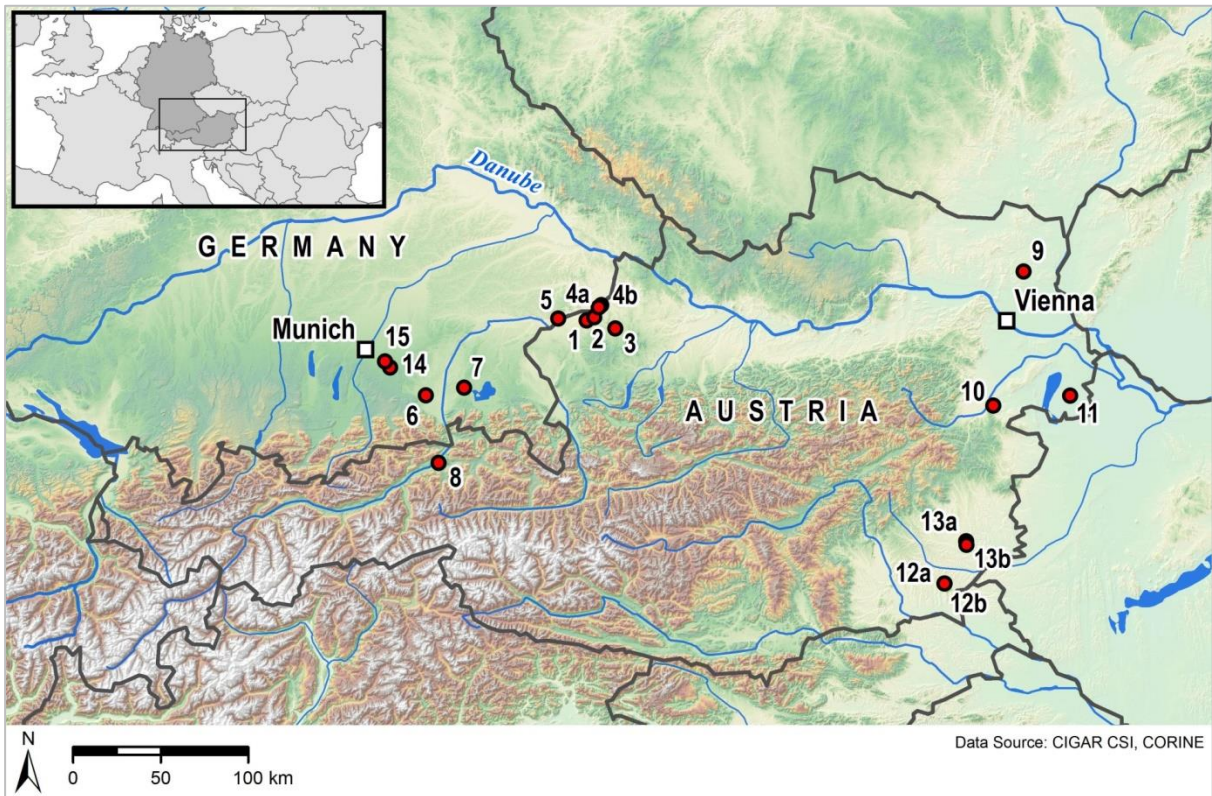 Danube
GERMANY
9
4a
4b
5
Vienna
1
2
3
Munich
15
14
7
6
AUSTRIA
10
11
8
13a
13b
12a
12b
N
0 50 100 km
Data Source: CIGAR CSI, CORINE